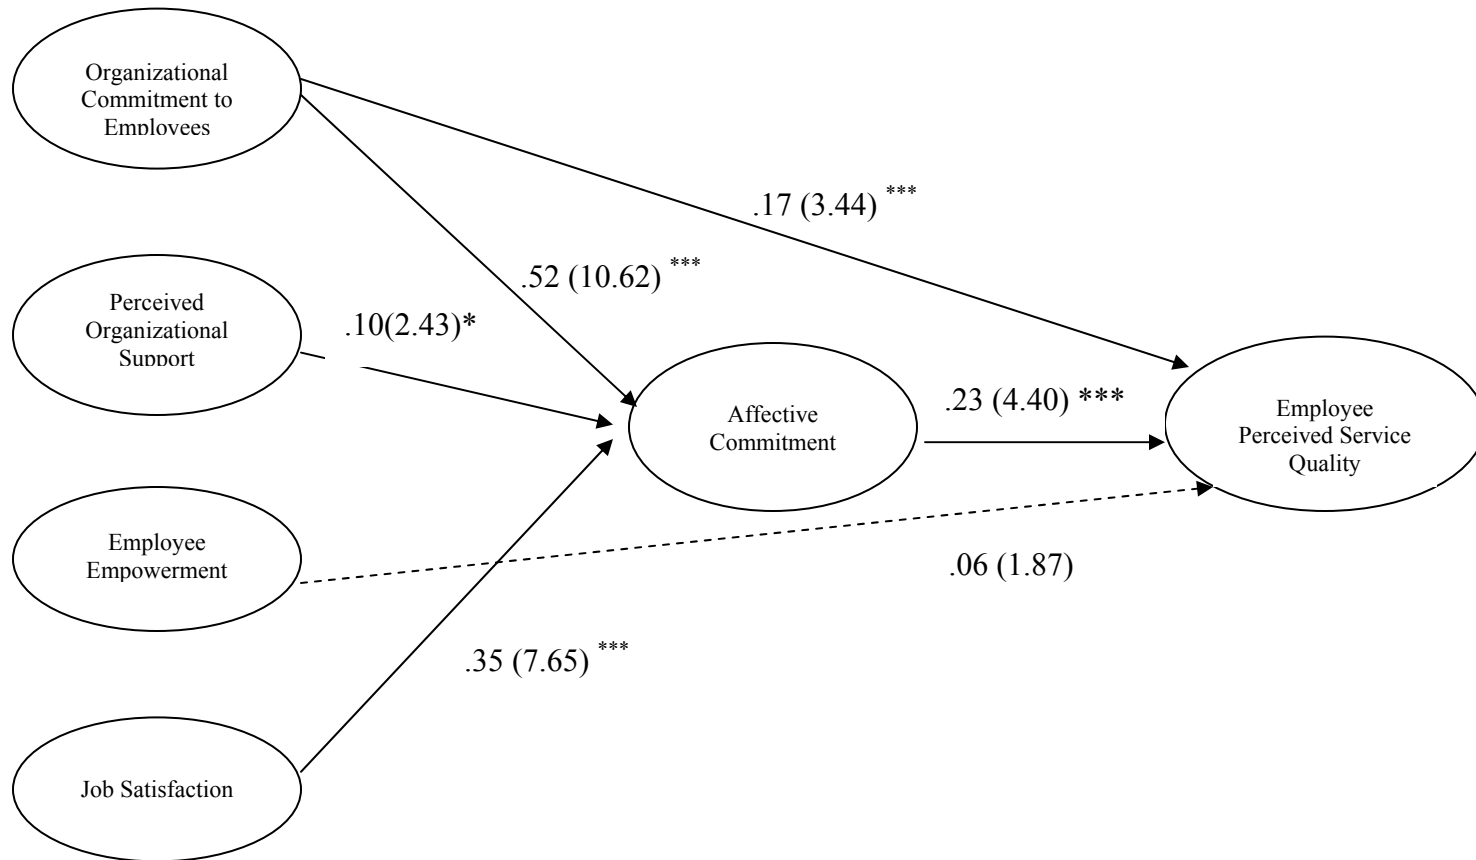 Organizational
Commitment to
Employees
.17 (3.44) ***
.52 (10.62) ***
Perceived
Organizational
Support
.10(2.43)*
Affective
Commitment
.23 (4.40) ***
Employee
Perceived Service
Quality
Employee
Empowerment
.06 (1.87)
.35 (7.65) ***
Job Satisfaction